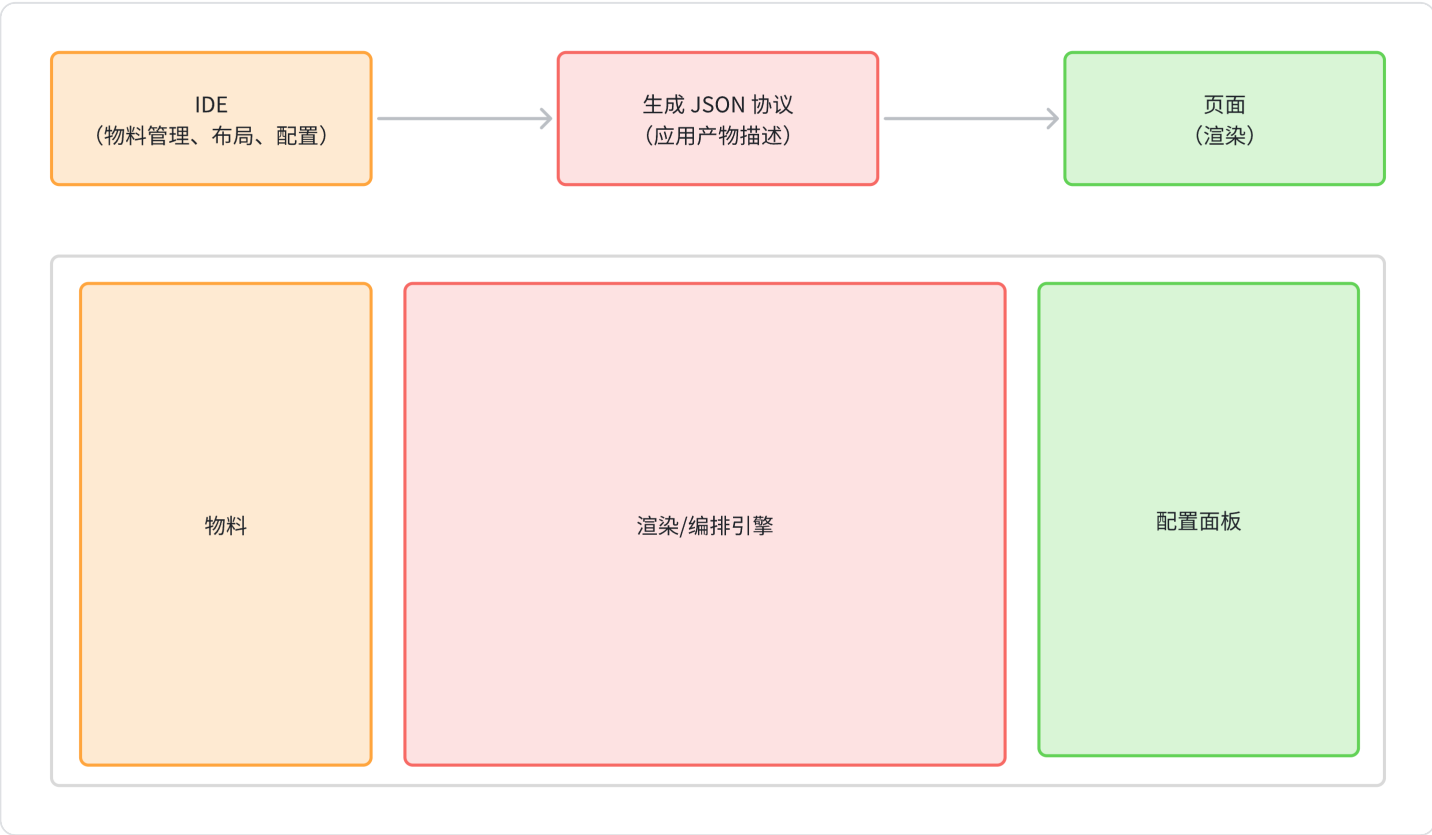 IDE
（物料管理、布局、配置）
生成 JSON 协议
（应用产物描述）
页面
（渲染）
物料
渲染/编排引擎
配置面板